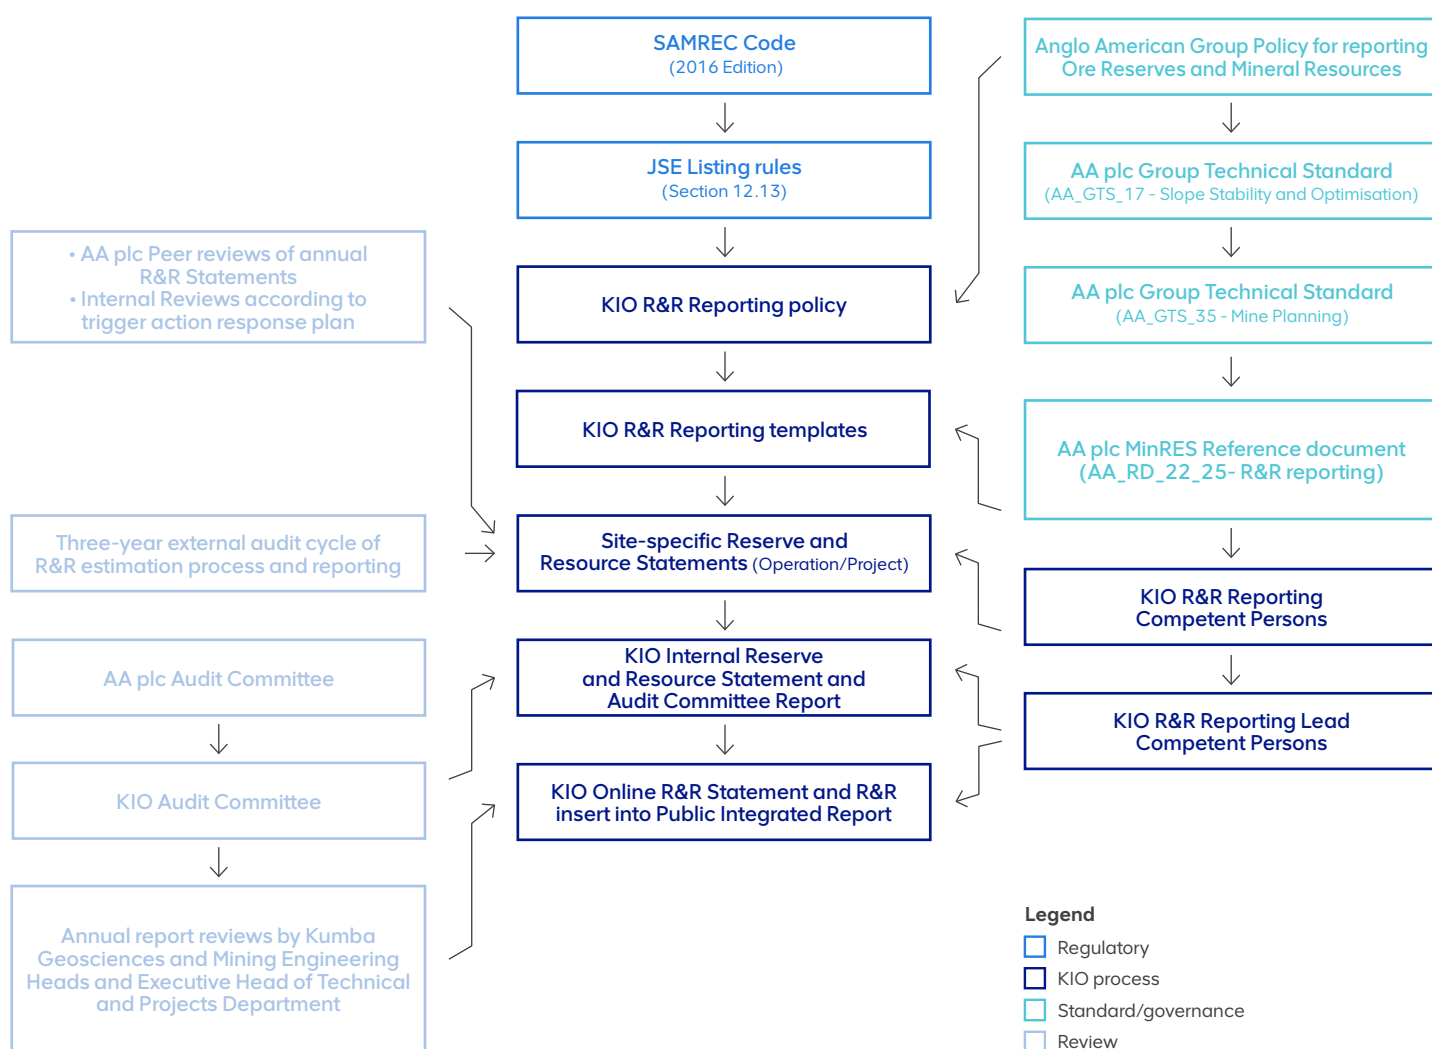 SAMREC Code
(2016 Edition)
JSE Listing rules
(Section 12.13)
KIO R&R Reporting policy
KIO R&R Reporting templates
Site-specific Reserve and
Resource Statements (Operation/Project)
KIO Internal Reserve
and Resource Statement and
Audit Committee Report
KIO Online R&R Statement and R&R
insert into Public Integrated Report
• AA plc Peer reviews of annual
R&R Statements
• Internal Reviews according to
trigger action response plan
Three-year external audit cycle of
R&R estimation process and reporting
AA plc Audit Committee
KIO Audit Committee
Annual report reviews by Kumba
Geosciences and Mining Engineering
Heads and Executive Head of Technical
and Projects Department
Anglo American Group Policy for reporting
Ore Reserves and Mineral Resources
AA plc Group Technical Standard
(AA_GTS_17 - Slope Stability and Optimisation)
AA plc Group Technical Standard
(AA_GTS_35 - Mine Planning)
AA plc MinRES Reference document
(AA_RD_22_25- R&R reporting)
KIO R&R Reporting
Competent Persons
KIO R&R Reporting Lead
Competent Persons
Legend
Regulatory
KIO process
Standard/governance
Review